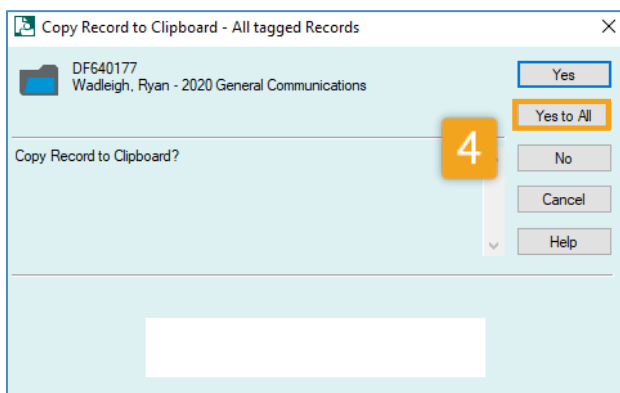 Copy Record to Clipboard - All tagged Records
DF640177
Wadleigh, Ryan - 2020 General Communications
Yes
Yes to All
4
Copy Record to Clipboard?
No
Cancel
Help